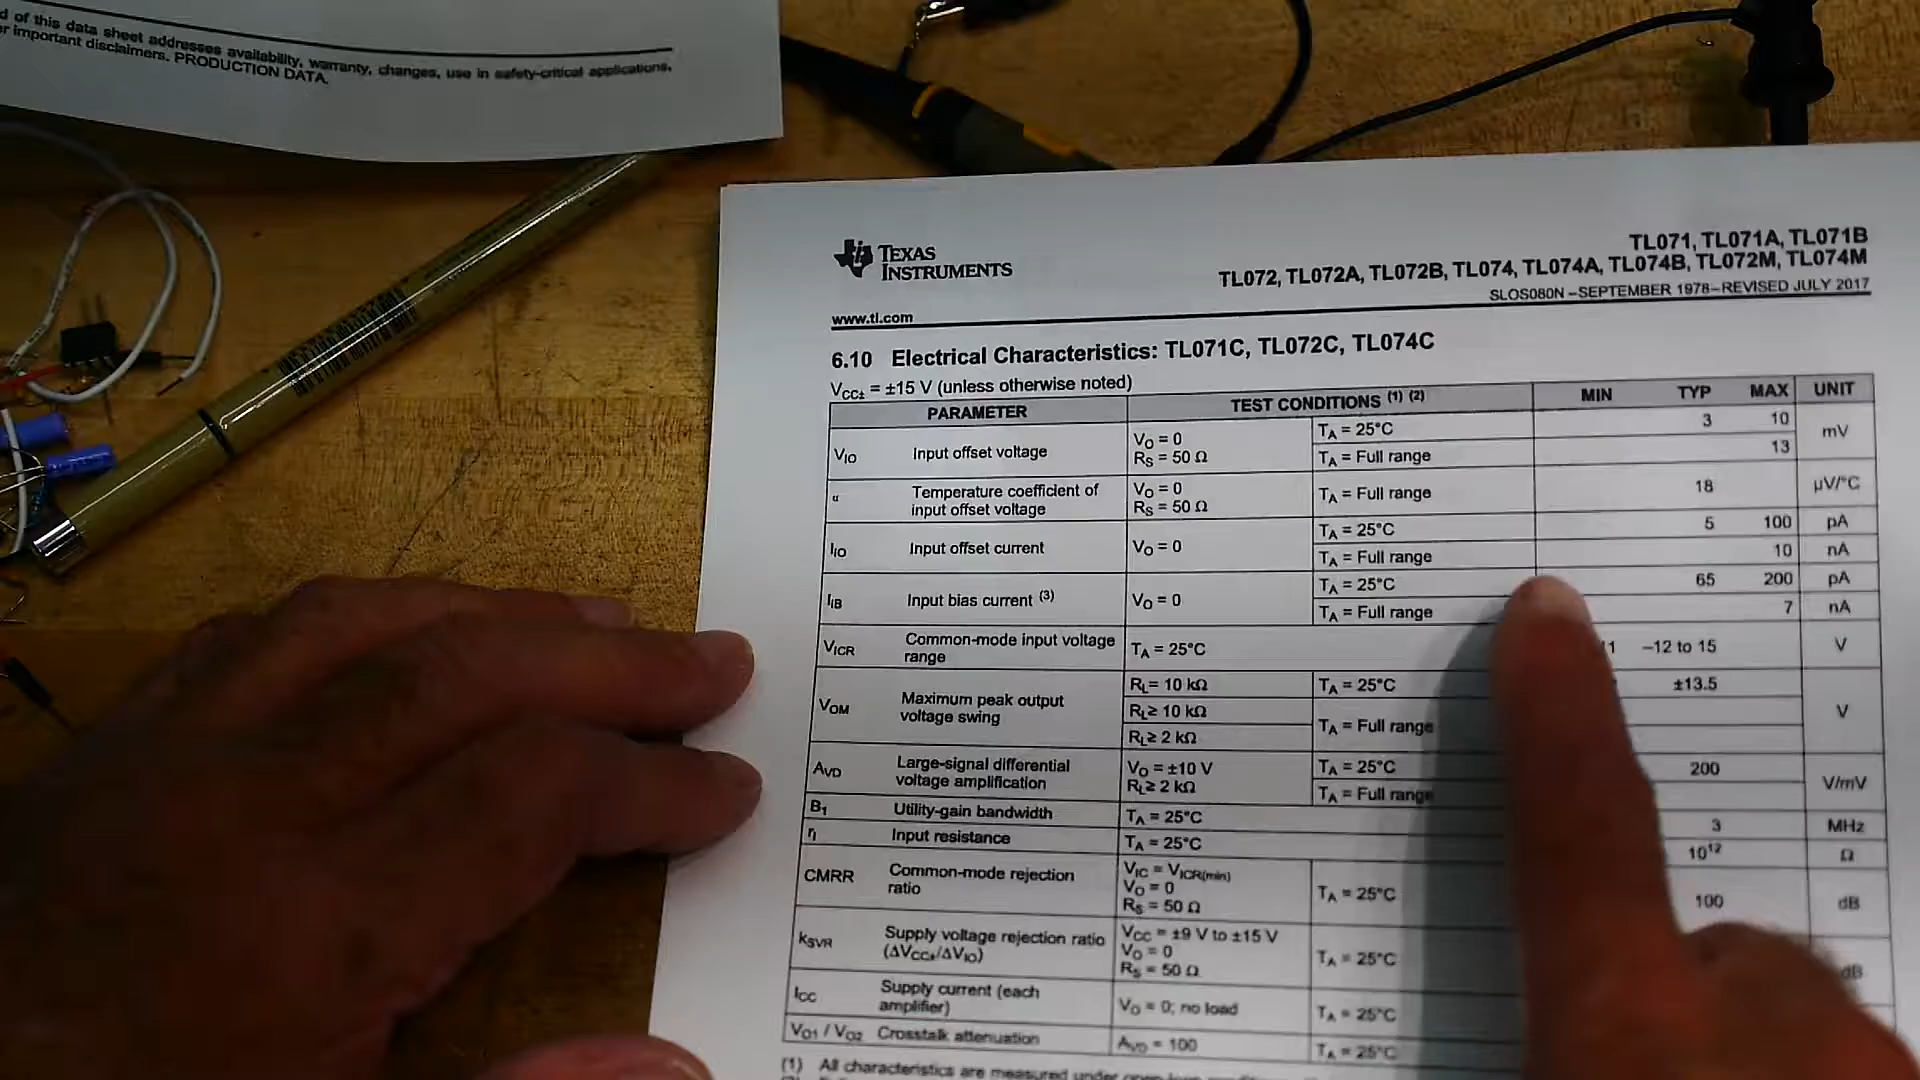 d of this data sheet addresses availability, warranty, changes, use in safety-critical applications,
r important disclaimers. PRODUCTION DATA.
TEXAS
INSTRUMENTS
TL071, TL071A, TL071B
TL072, TL072A, TL072B, TL074, TL074A, TL074B, TL072M, TL074M
SLOS080N –SEPTEMBER 1978–REVISED JULY 2017
www.ti.com
6.10 Electrical Characteristics: TL071C, TL072C, TL074C
VCC± = ±15 V (unless otherwise noted)
PARAMETER TEST CONDITIONS (1) (2) MIN TYP MAX UNIT
VIO Input offset voltage VO = 0 RS = 50 Ω TA = 25°C 3 10 mV
TA = Full range 13
α Temperature coefficient of input offset voltage VO = 0 RS = 50 Ω TA = Full range 18 µV/°C
IIO Input offset current VO = 0 TA = 25°C 5 100 pA
TA = Full range 10 nA
IIB Input bias current (3) VO = 0 TA = 25°C 65 200 pA
TA = Full range 7 nA
VICR Common-mode input voltage range TA = 25°C –12 to 15 V
VOM Maximum peak output voltage swing RL= 10 kΩ TA = 25°C ±13.5 V
RL≥ 10 kΩ TA = Full range
RL≥ 2 kΩ
AVD Large-signal differential voltage amplification VO = ±10 V RL≥ 2 kΩ TA = 25°C 200 V/mV
TA = Full range
B1 Utility-gain bandwidth TA = 25°C 3 MHz
rI Input resistance TA = 25°C 10¹² Ω
CMRR Common-mode rejection ratio VIC = VICR(min) VO = 0 RS = 50 Ω TA = 25°C 100 dB
kSVR Supply voltage rejection ratio (ΔVCC±/ΔVIO) VCC = ±9 V to ±15 V VO = 0 RS = 50 Ω TA = 25°C dB
ICC Supply current (each amplifier) VO = 0; no load TA = 25°C
VO1 / VO2 Crosstalk attenuation AVD = 100 TA = 25°C
(1) All characteristics are measured under open-loop